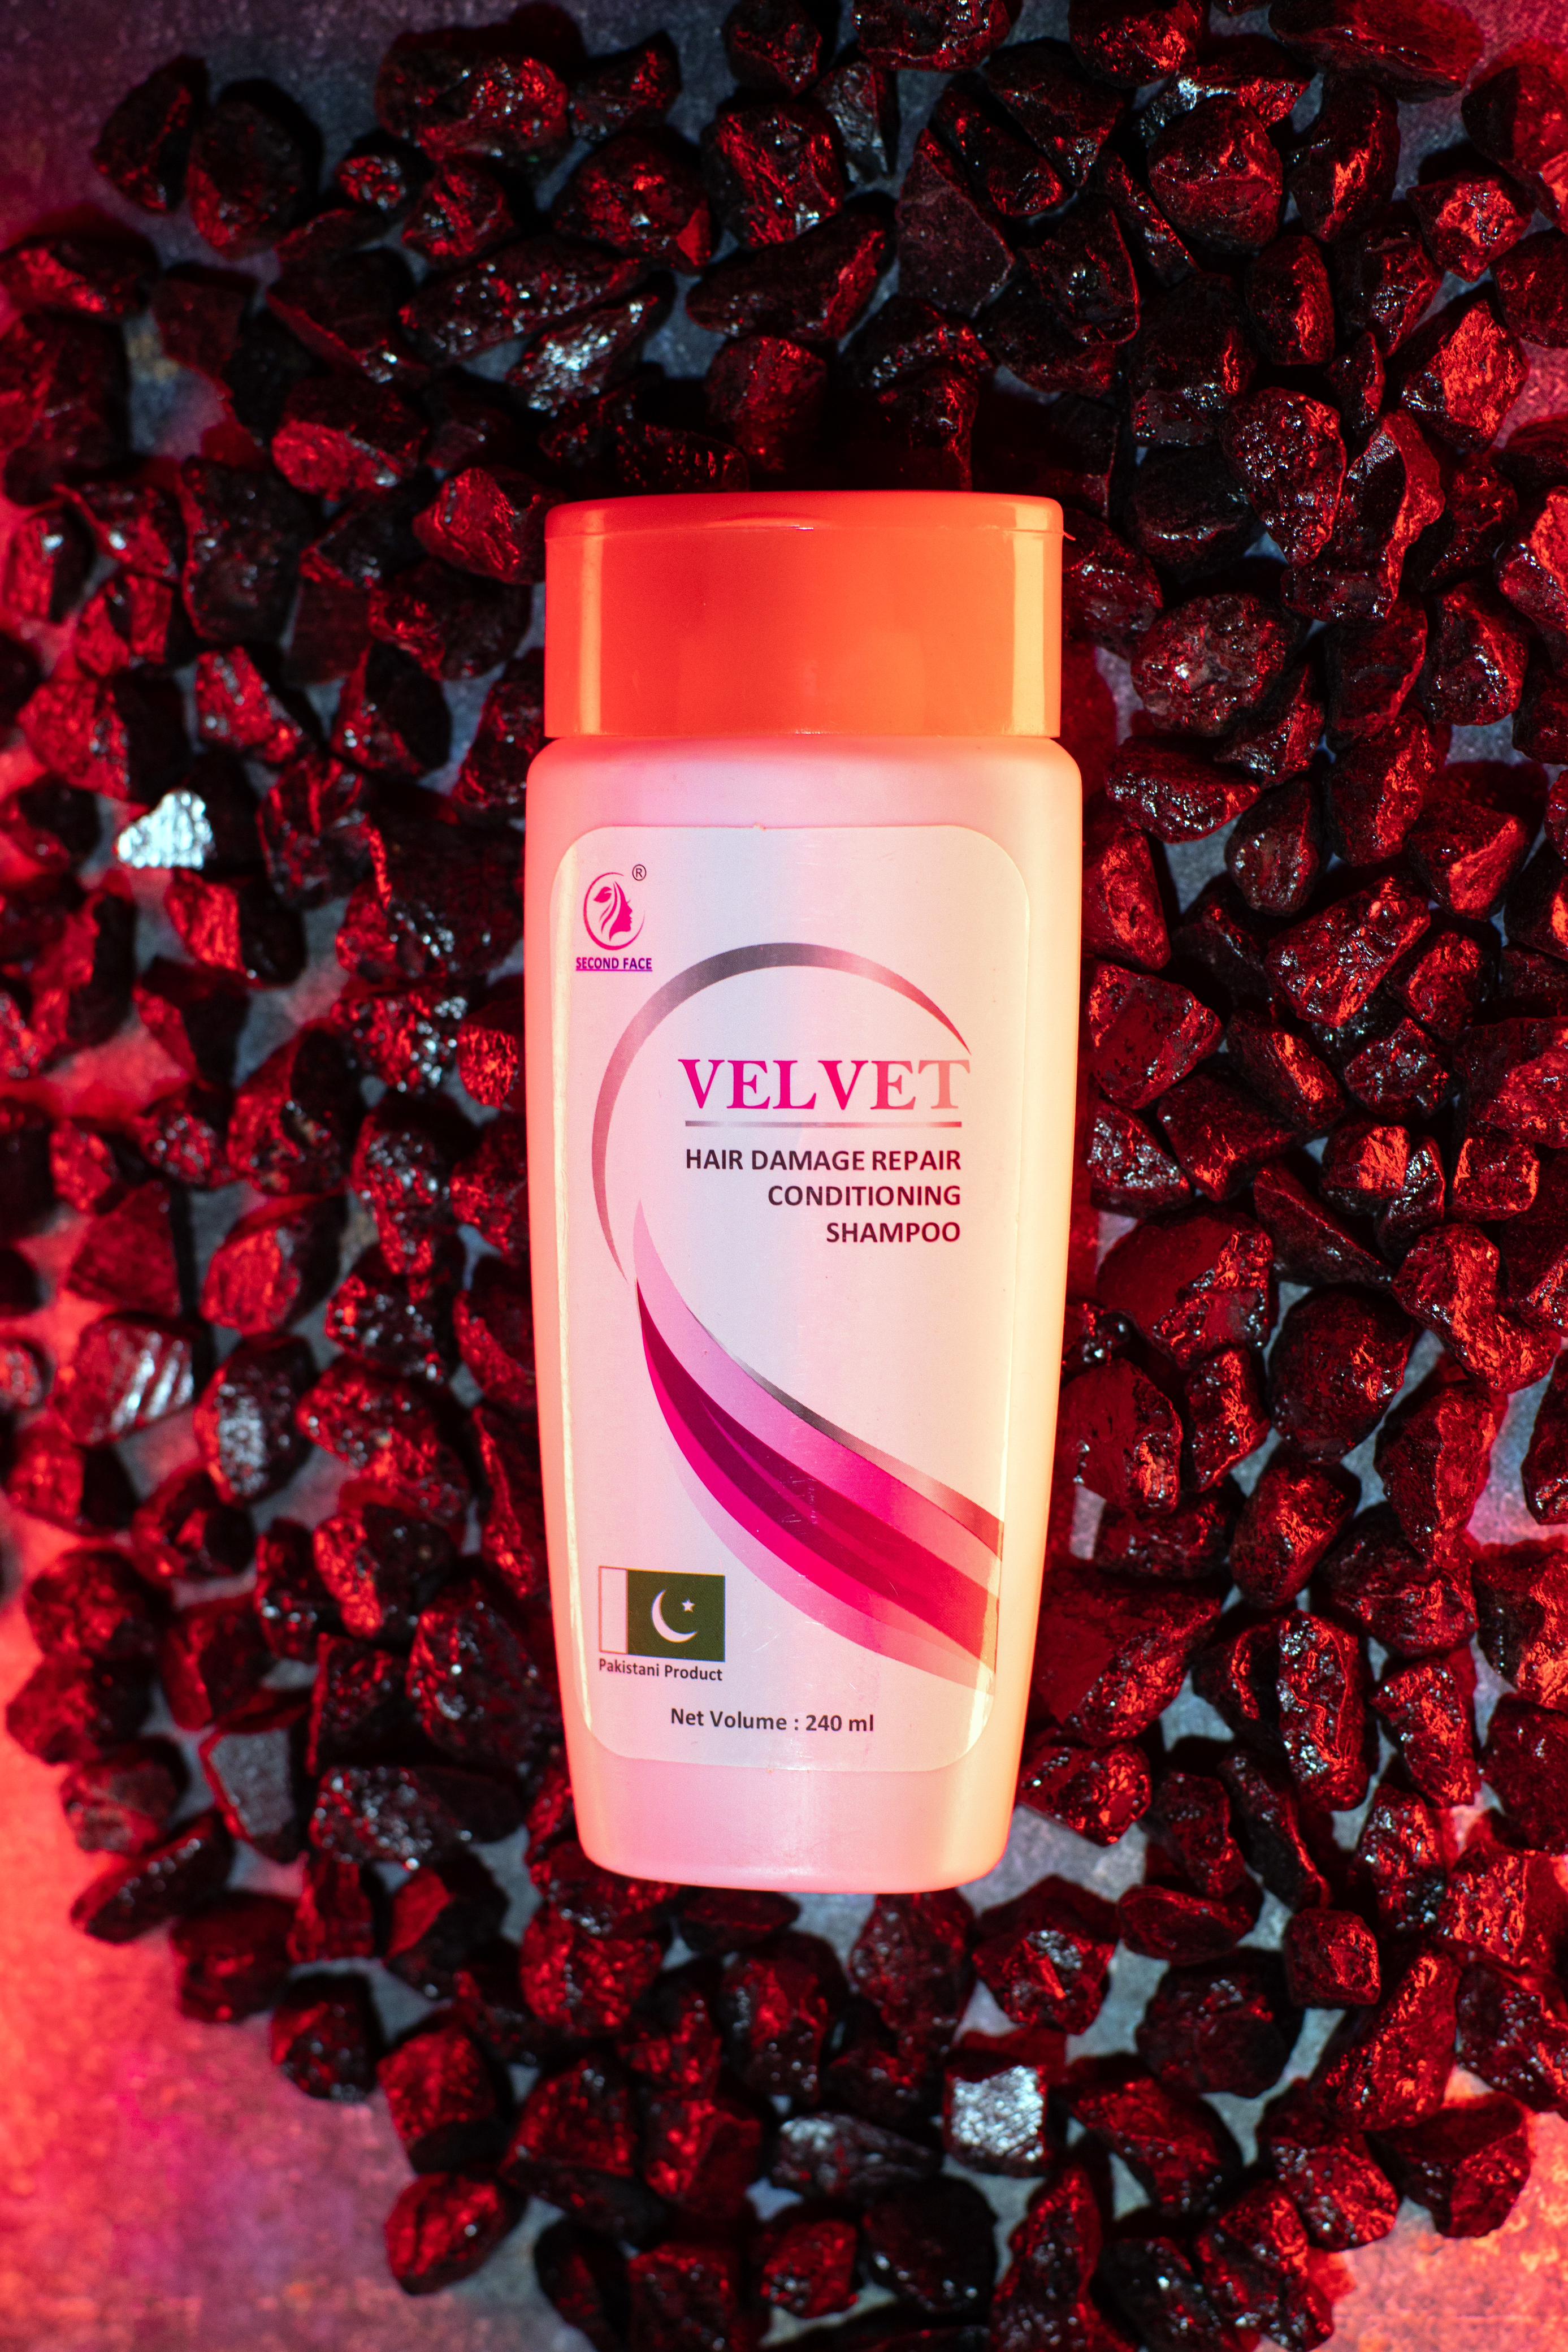 ®
SECOND FACE
VELVET
HAIR DAMAGE REPAIR
CONDITIONING
SHAMPOO
Pakistani Product
Net Volume : 240 ml